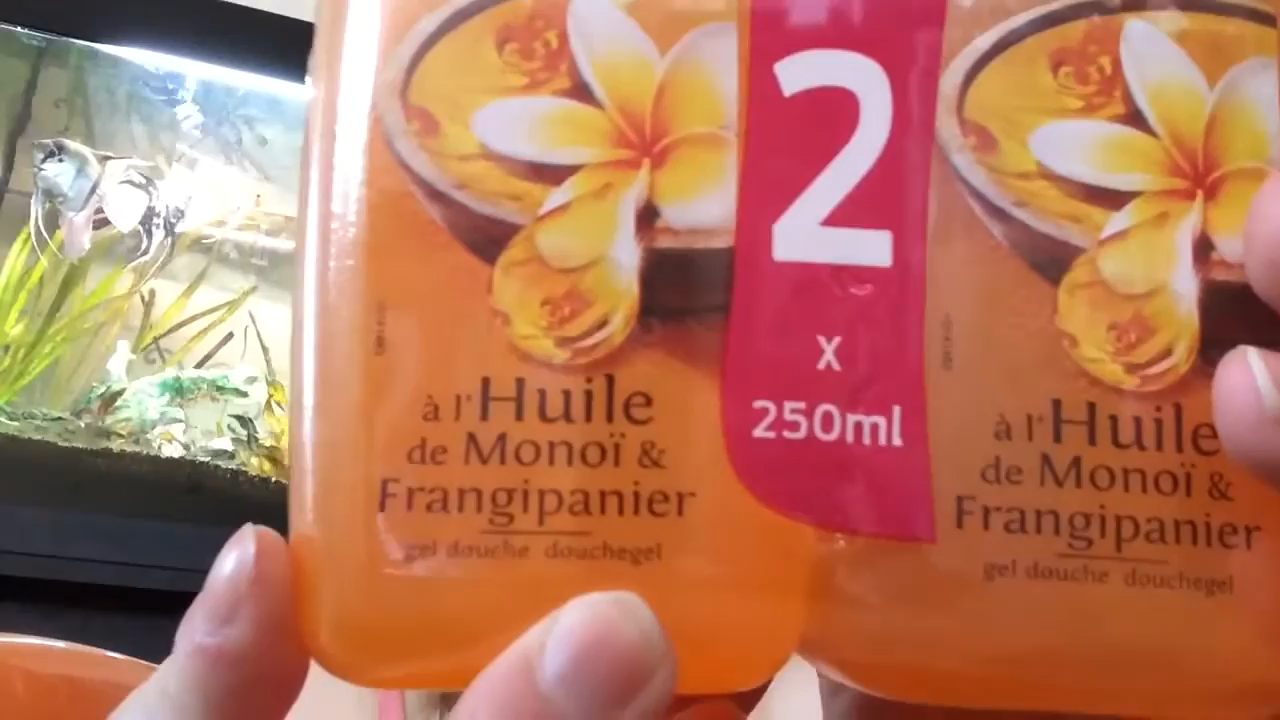 à l'Huile
de Monoï &
Frangipanier
gel douche douchegel
2
x
250ml
à l'Huile
de Monoï &
Frangipanier
gel douche douchegel